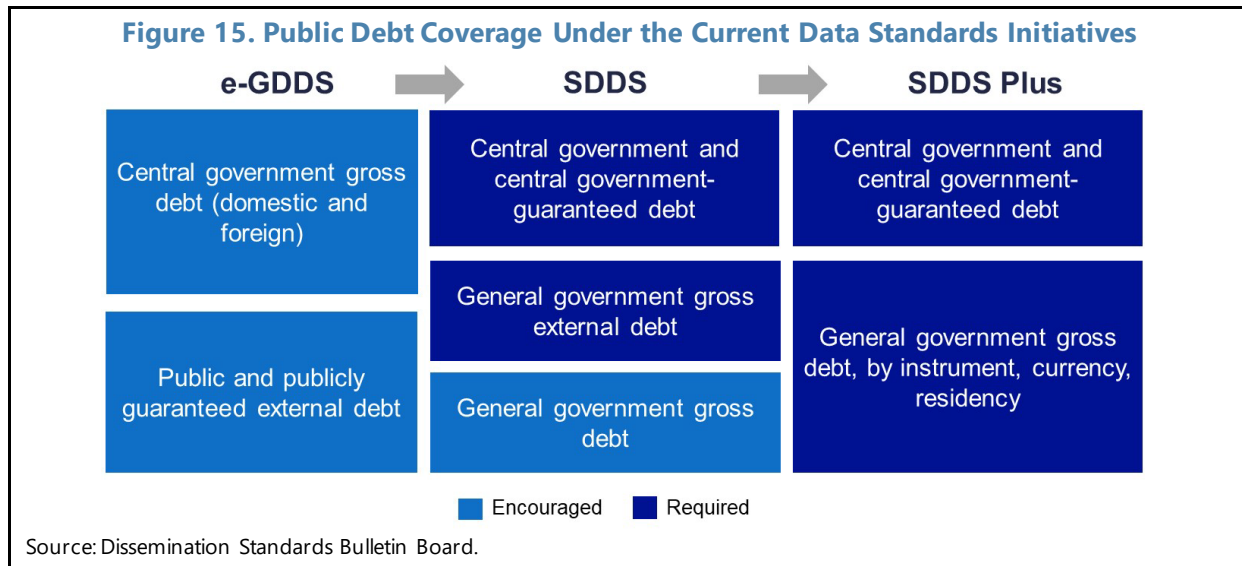 Figure 15. Public Debt Coverage Under the Current Data Standards Initiatives
e-GDDS
SDDS
SDDS Plus
Central government gross
debt (domestic and
foreign)
Public and publicly
guaranteed external debt
Central government and
central government-
guaranteed debt
General government gross
external debt
General government gross
debt
Central government and
central government-
guaranteed debt
General government gross
debt, by instrument, currency,
residency
Encouraged
Required
Source: Dissemination Standards Bulletin Board.